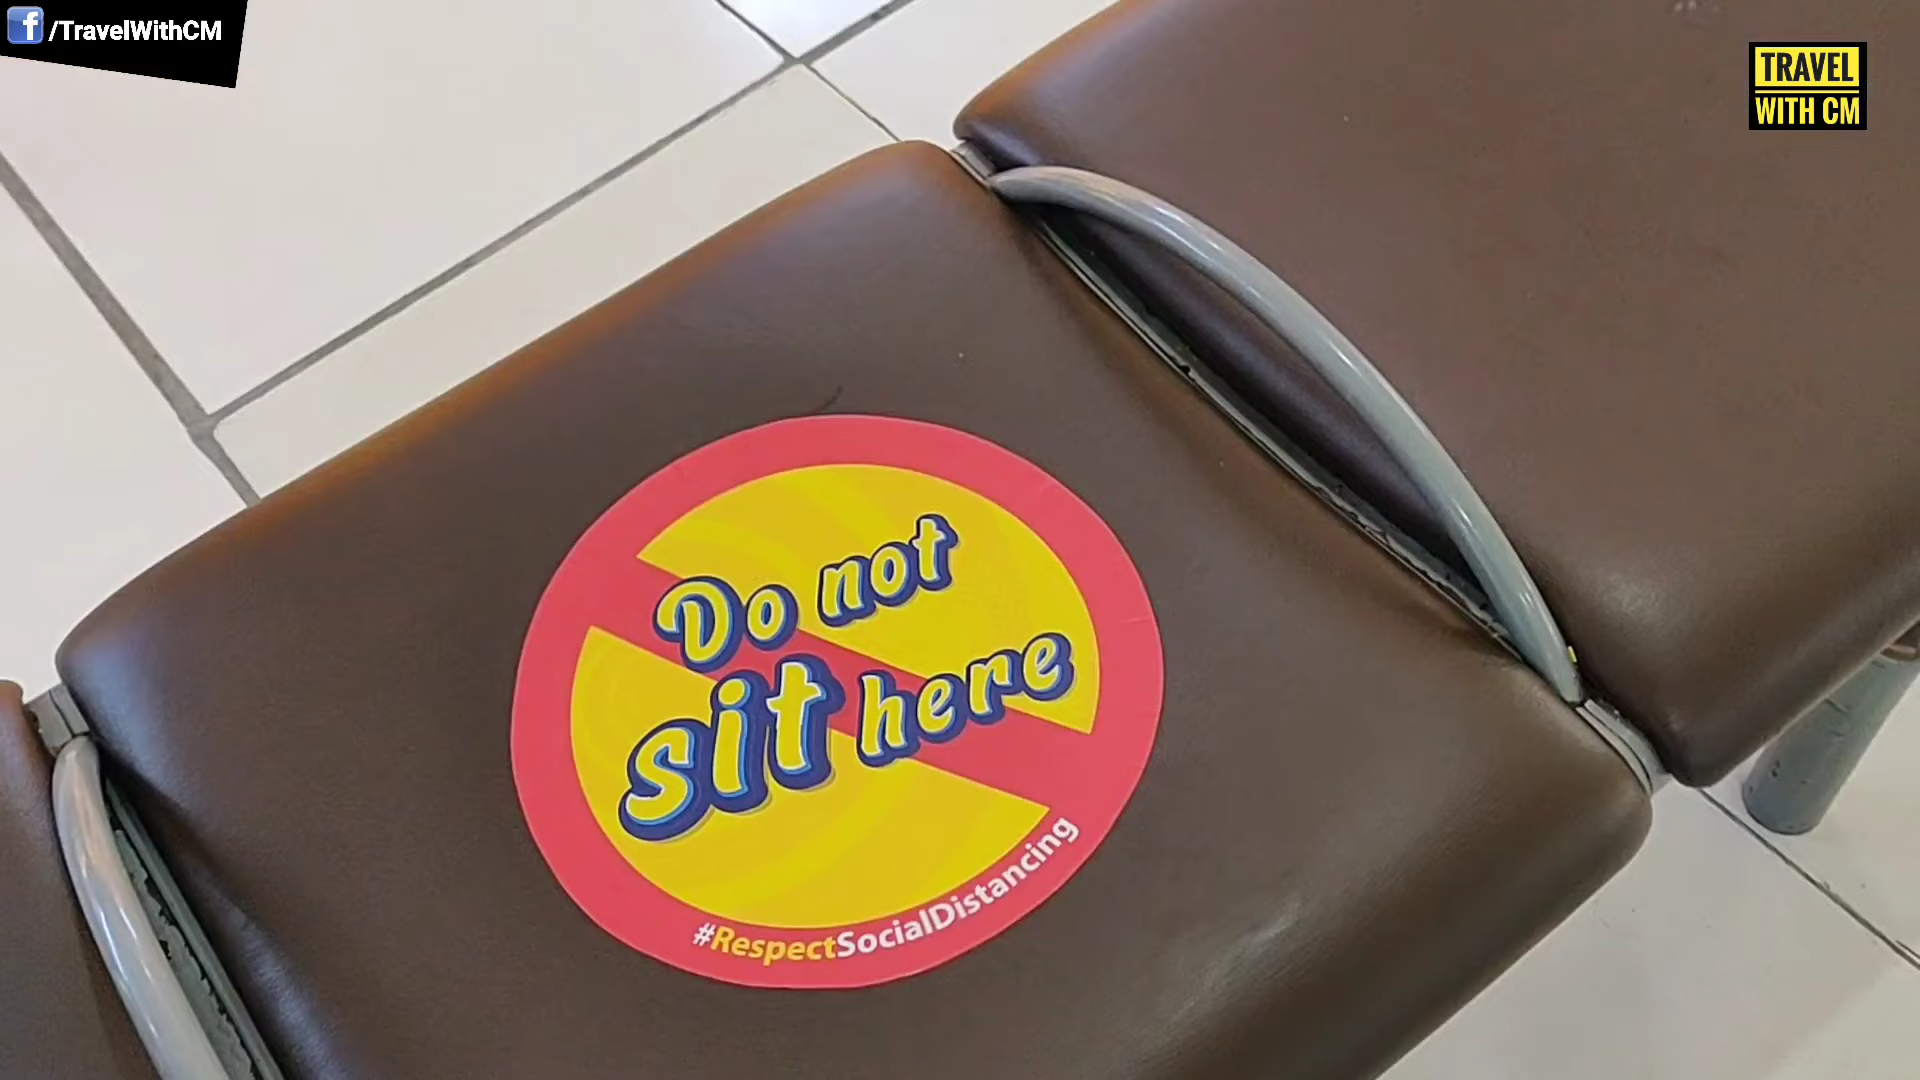 /TravelWithCM
TRAVEL
WITH CM
Do not
sit here
#RespectSocialDistancing